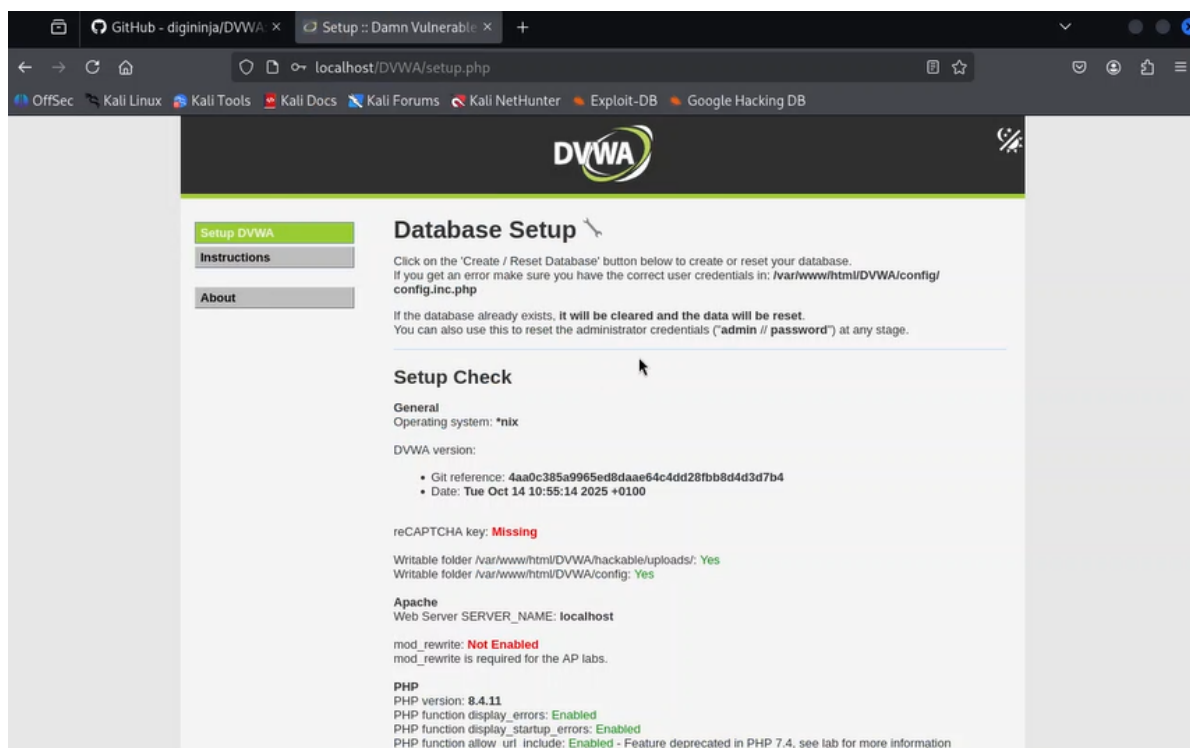 GitHub - digininja/DVWA:
Setup :: Damn Vulnerable
localhost/DVWA/setup.php
OffSec Kali Linux Kali Tools Kali Docs Kali Forums Kali NetHunter Exploit-DB Google Hacking DB
DVWA
Setup DVWA
Instructions
About
Database Setup
Click on the 'Create / Reset Database' button below to create or reset your database.
If you get an error make sure you have the correct user credentials in: /var/www/html/DVWA/config/
config.inc.php
If the database already exists, it will be cleared and the data will be reset.
You can also use this to reset the administrator credentials ("admin // password") at any stage.
Setup Check
General
Operating system: *nix
DVWA version:
• Git reference: 4aa0c385a9965ed8daae64c4dd28fbb8d4d3d7b4
• Date: Tue Oct 14 10:55:14 2025 +0100
reCAPTCHA key: Missing
Writable folder /var/www/html/DVWA/hackable/uploads/: Yes
Writable folder /var/www/html/DVWA/config: Yes
Apache
Web Server SERVER_NAME: localhost
mod_rewrite: Not Enabled
mod_rewrite is required for the AP labs.
PHP
PHP version: 8.4.11
PHP function display_errors: Enabled
PHP function display_startup_errors: Enabled
PHP function allow_url_include: Enabled - Feature deprecated in PHP 7.4, see lab for more information